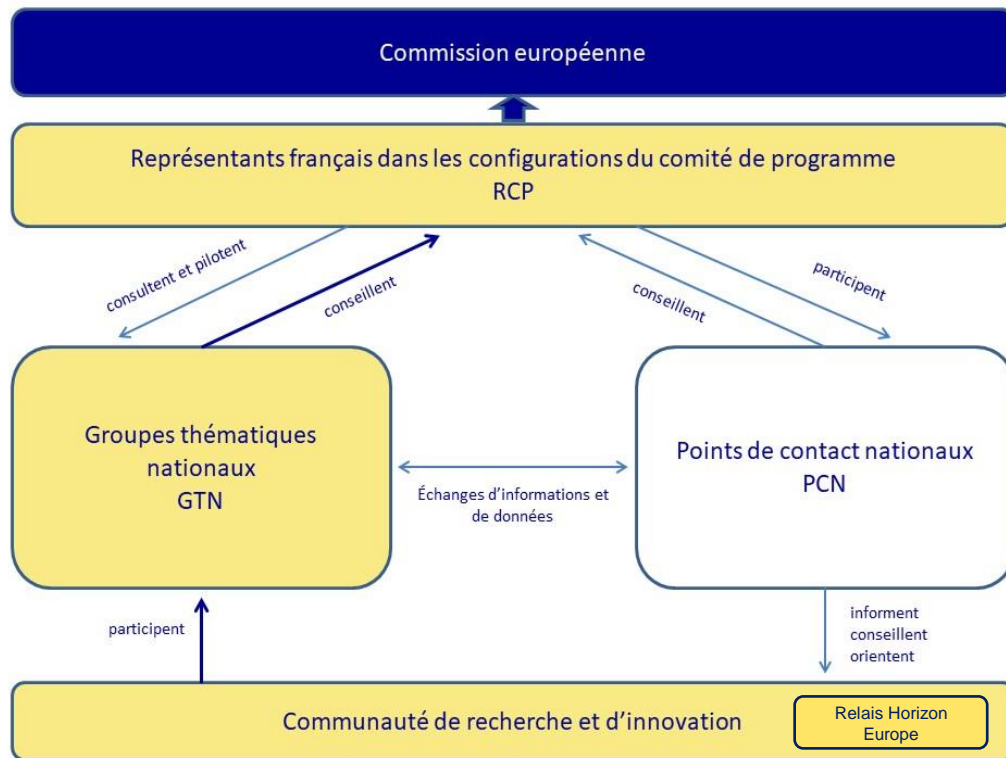 Commission européenne
Représentants français dans les configurations du comité de programme
RCP
consultent et pilotent
conseillent
conseillent
participent
Groupes thématiques
nationaux
GTN
Échanges d’informations et
de données
Points de contact nationaux
PCN
participent
informent
conseillent
orientent
Communauté de recherche et d’innovation
Relais Horizon
Europe